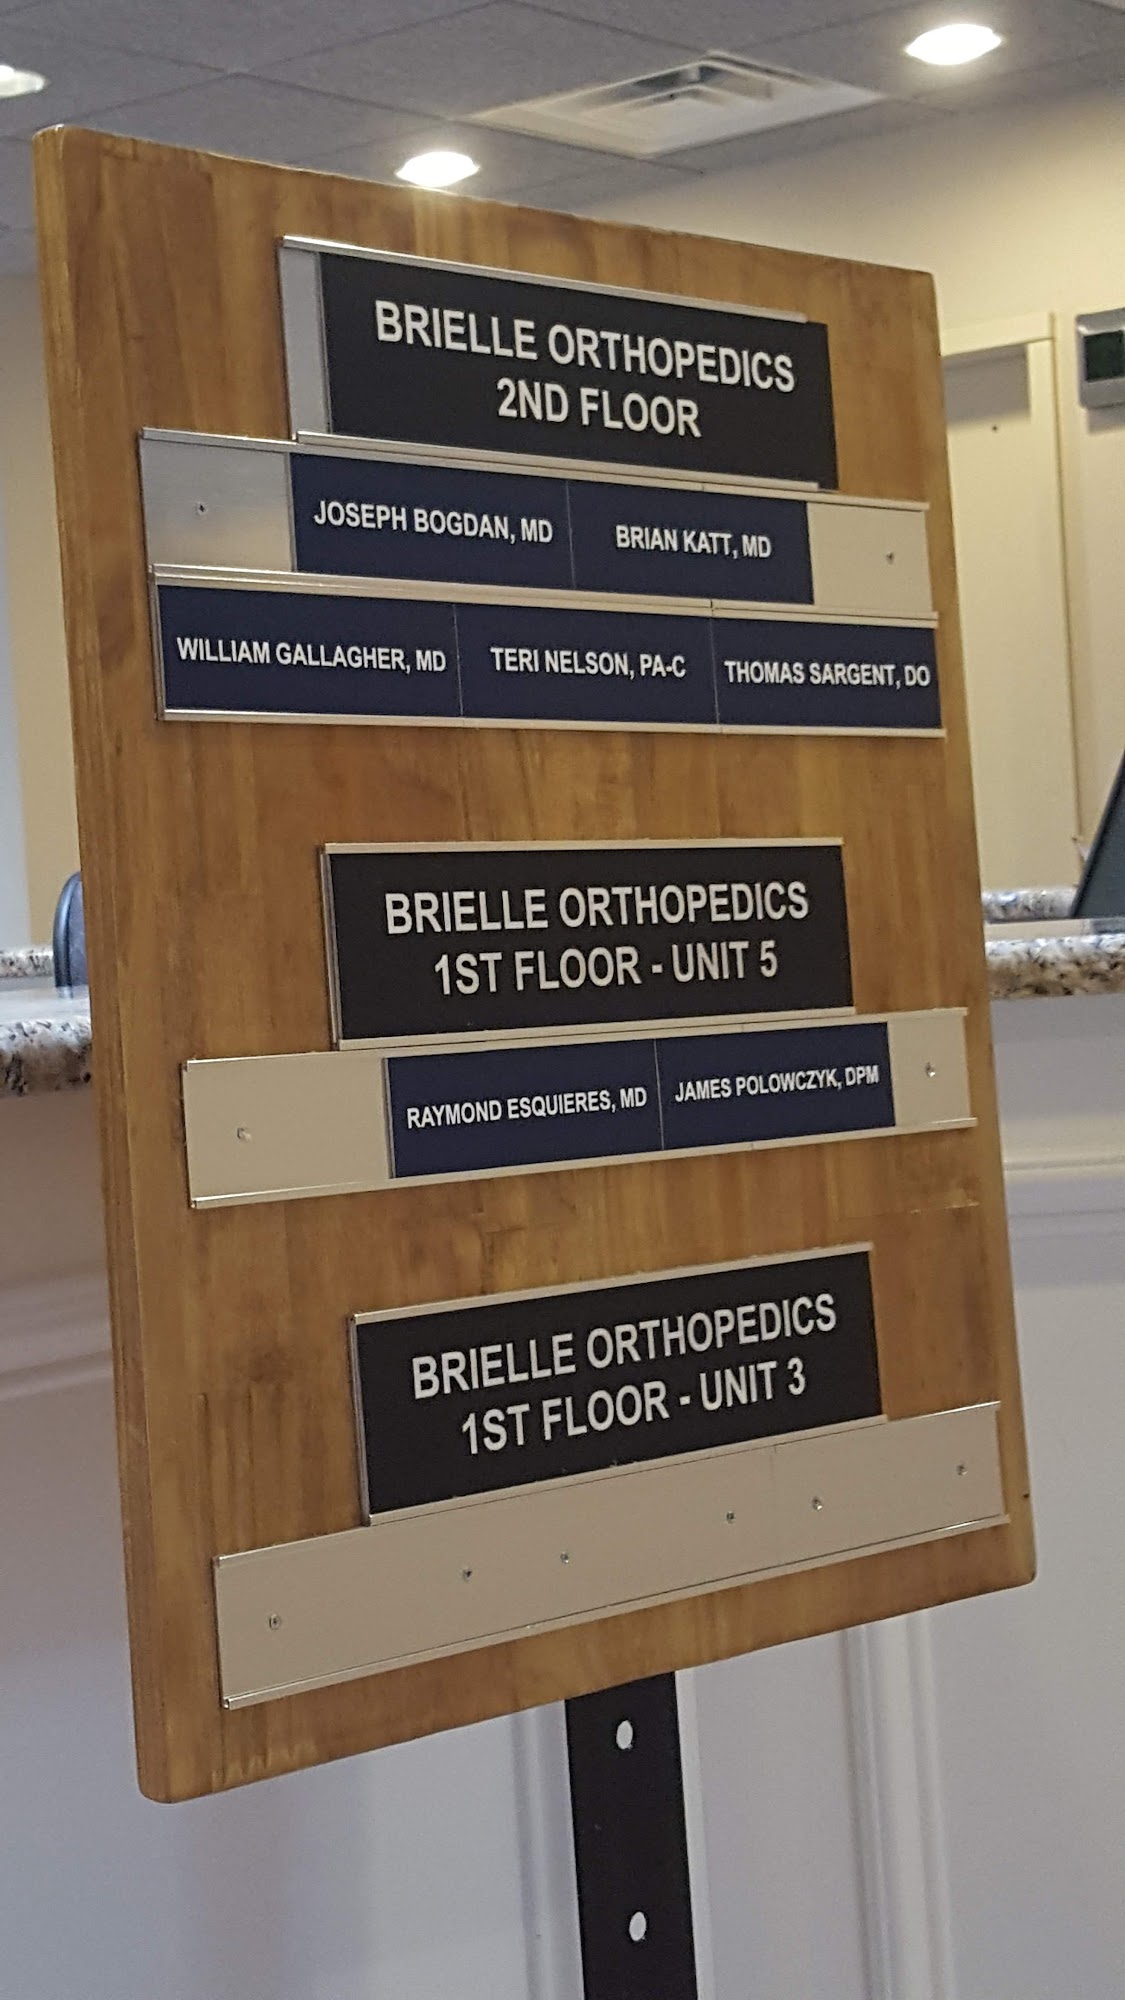 BRIELLE ORTHOPEDICS
2ND FLOOR
JOSEPH BOGDAN, MD BRIAN KATT, MD
WILLIAM GALLAGHER, MD TERI NELSON, PA-C THOMAS SARGENT, DO
BRIELLE ORTHOPEDICS
1ST FLOOR - UNIT 5
RAYMOND ESQUIERES, MD JAMES POLOWCZYK, DPM
BRIELLE ORTHOPEDICS
1ST FLOOR - UNIT 3